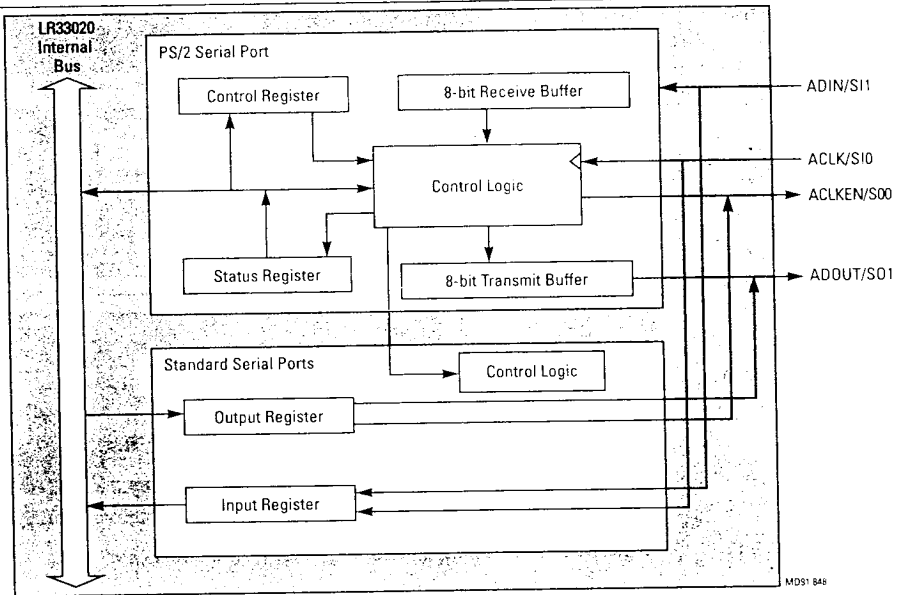 LR33020
Internal
Bus
PS/2 Serial Port
Control Register
8-bit Receive Buffer
ADIN/SI1
ACLK/SI0
Control Logic
ACLKEN/SO0
Status Register
8-bit Transmit Buffer
ADOUT/SO1
Standard Serial Ports
Control Logic
Output Register
Input Register
MD91 848